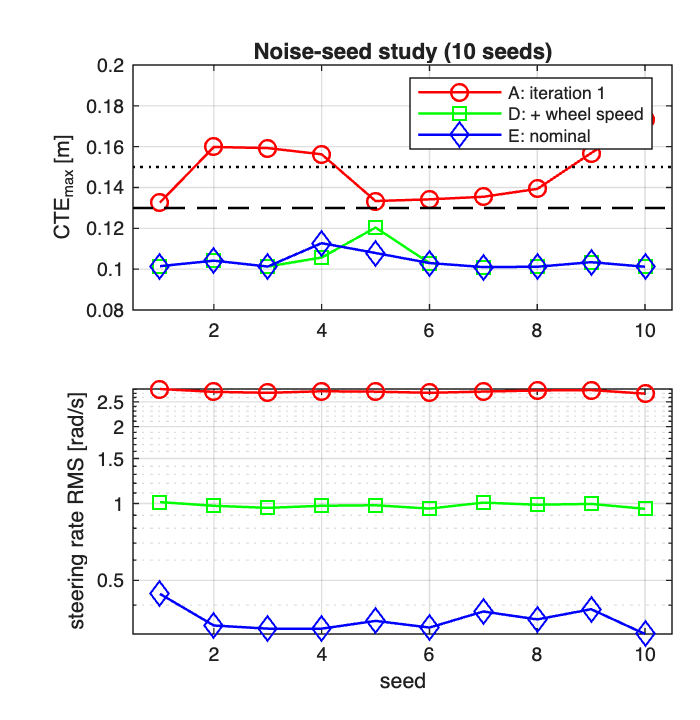 Noise-seed study (10 seeds)
CTEmax [m]
0.2
0.18
0.16
0.14
0.12
0.1
0.08
A: iteration 1
D: + wheel speed
E: nominal
2 4 6 8 10
steering rate RMS [rad/s]
2.5
2
1.5
1
0.5
2 4 6 8 10
seed